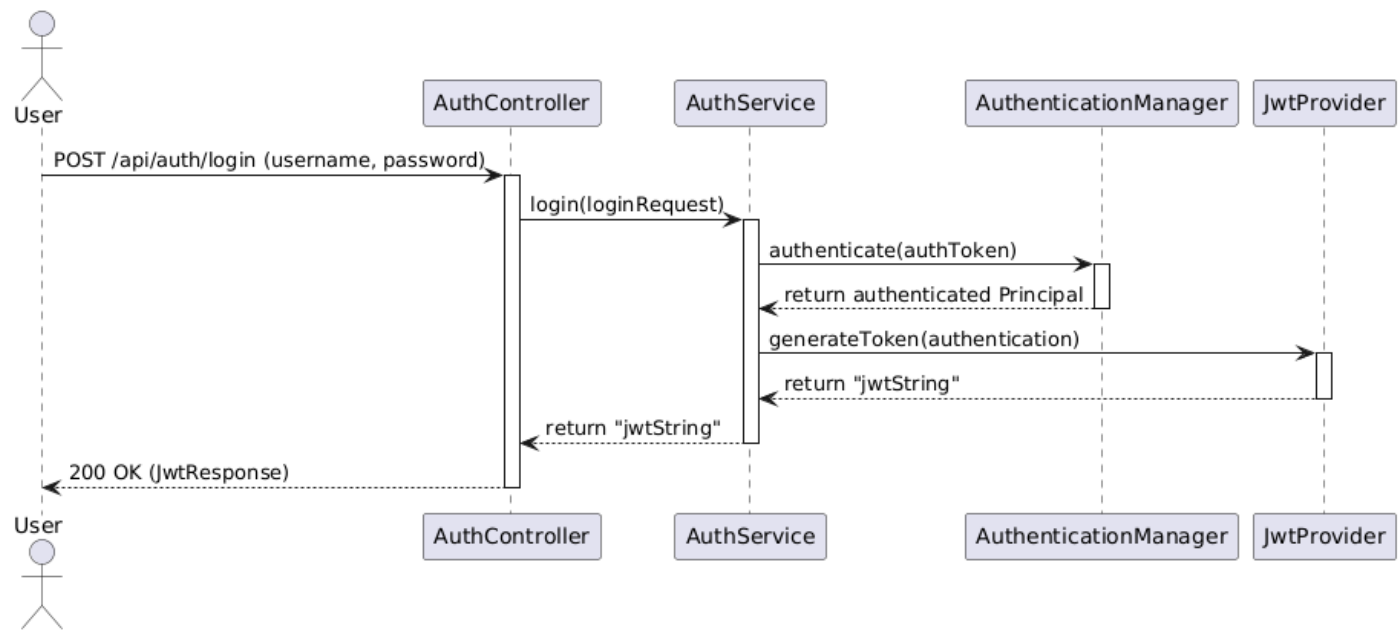 User
AuthController
AuthService
AuthenticationManager
JwtProvider
POST /api/auth/login (username, password)
login(loginRequest)
authenticate(authToken)
return authenticated Principal
generateToken(authentication)
return "jwtString"
return "jwtString"
200 OK (JwtResponse)
User
AuthController
AuthService
AuthenticationManager
JwtProvider